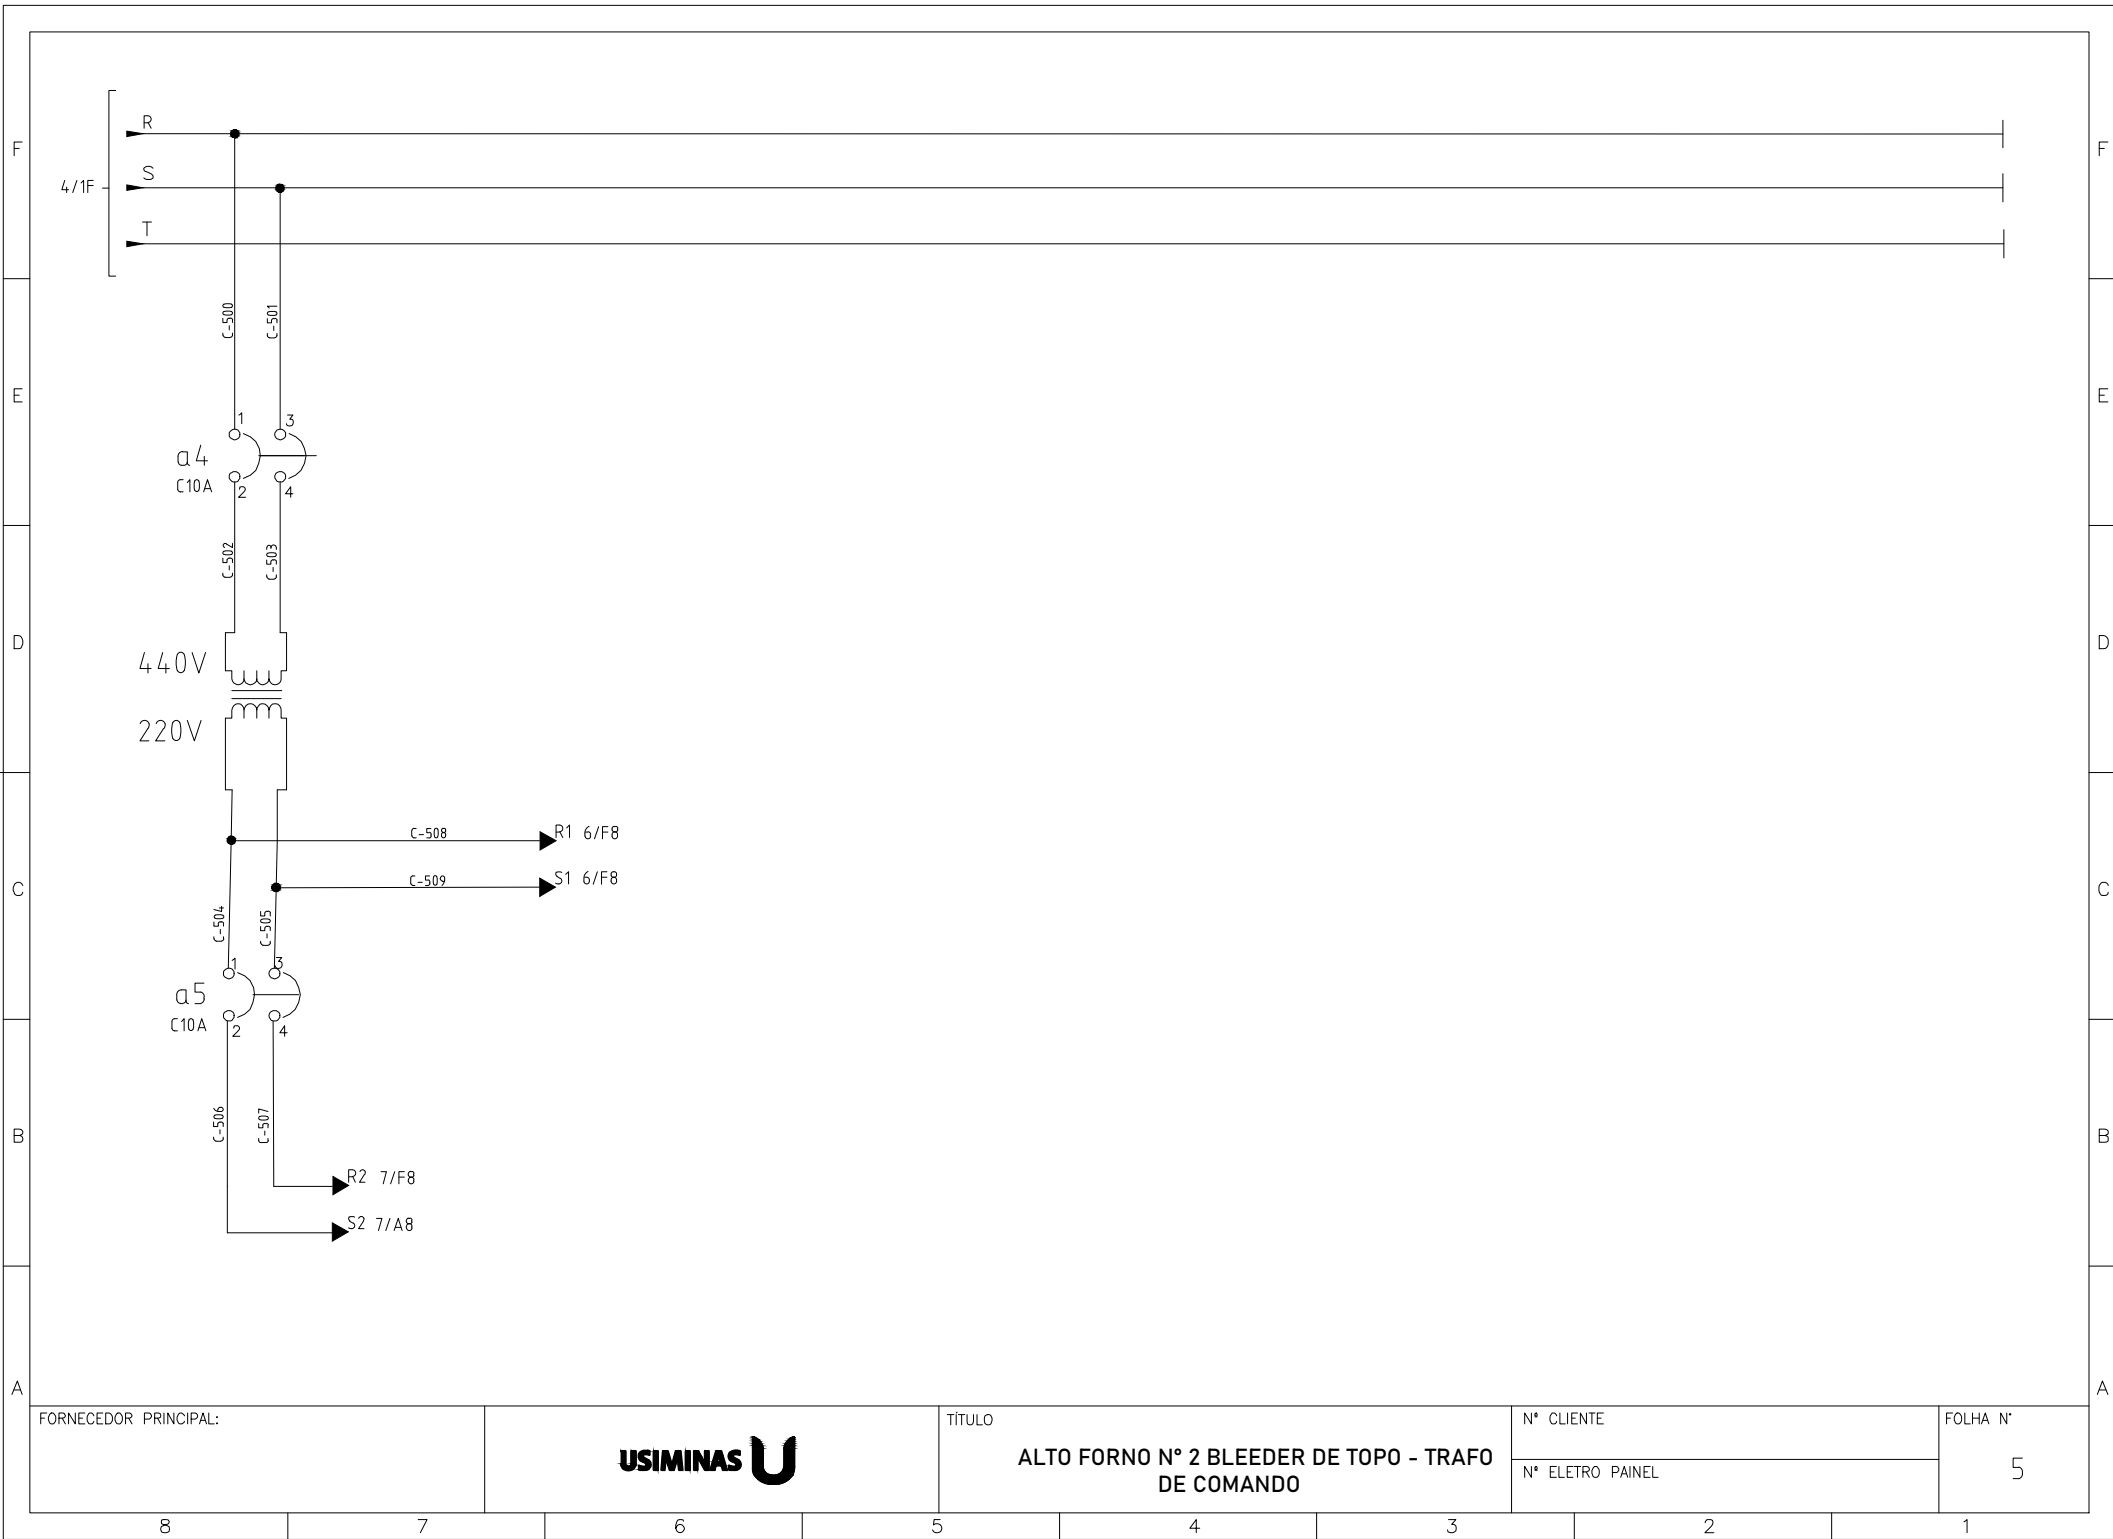 R
F
F
S
4/1F
T
C-500
C-501
E
E
1
3
a4
C10A
2
4
C-502
C-503
D
D
440V
220V
C-508
R1 6/F8
C-509
S1 6/F8
C
C
C-504
C-505
1
3
a5
C10A
2
4
C-506
C-507
B
B
R2 7/F8
S2 7/A8
A
A
FORNECEDOR PRINCIPAL:
USIMINAS
TÍTULO
ALTO FORNO Nº 2 BLEEDER DE TOPO - TRAFO
DE COMANDO
Nº CLIENTE
Nº ELETRO PAINEL
FOLHA N°
5
8 7 6 5 4 3 2 1